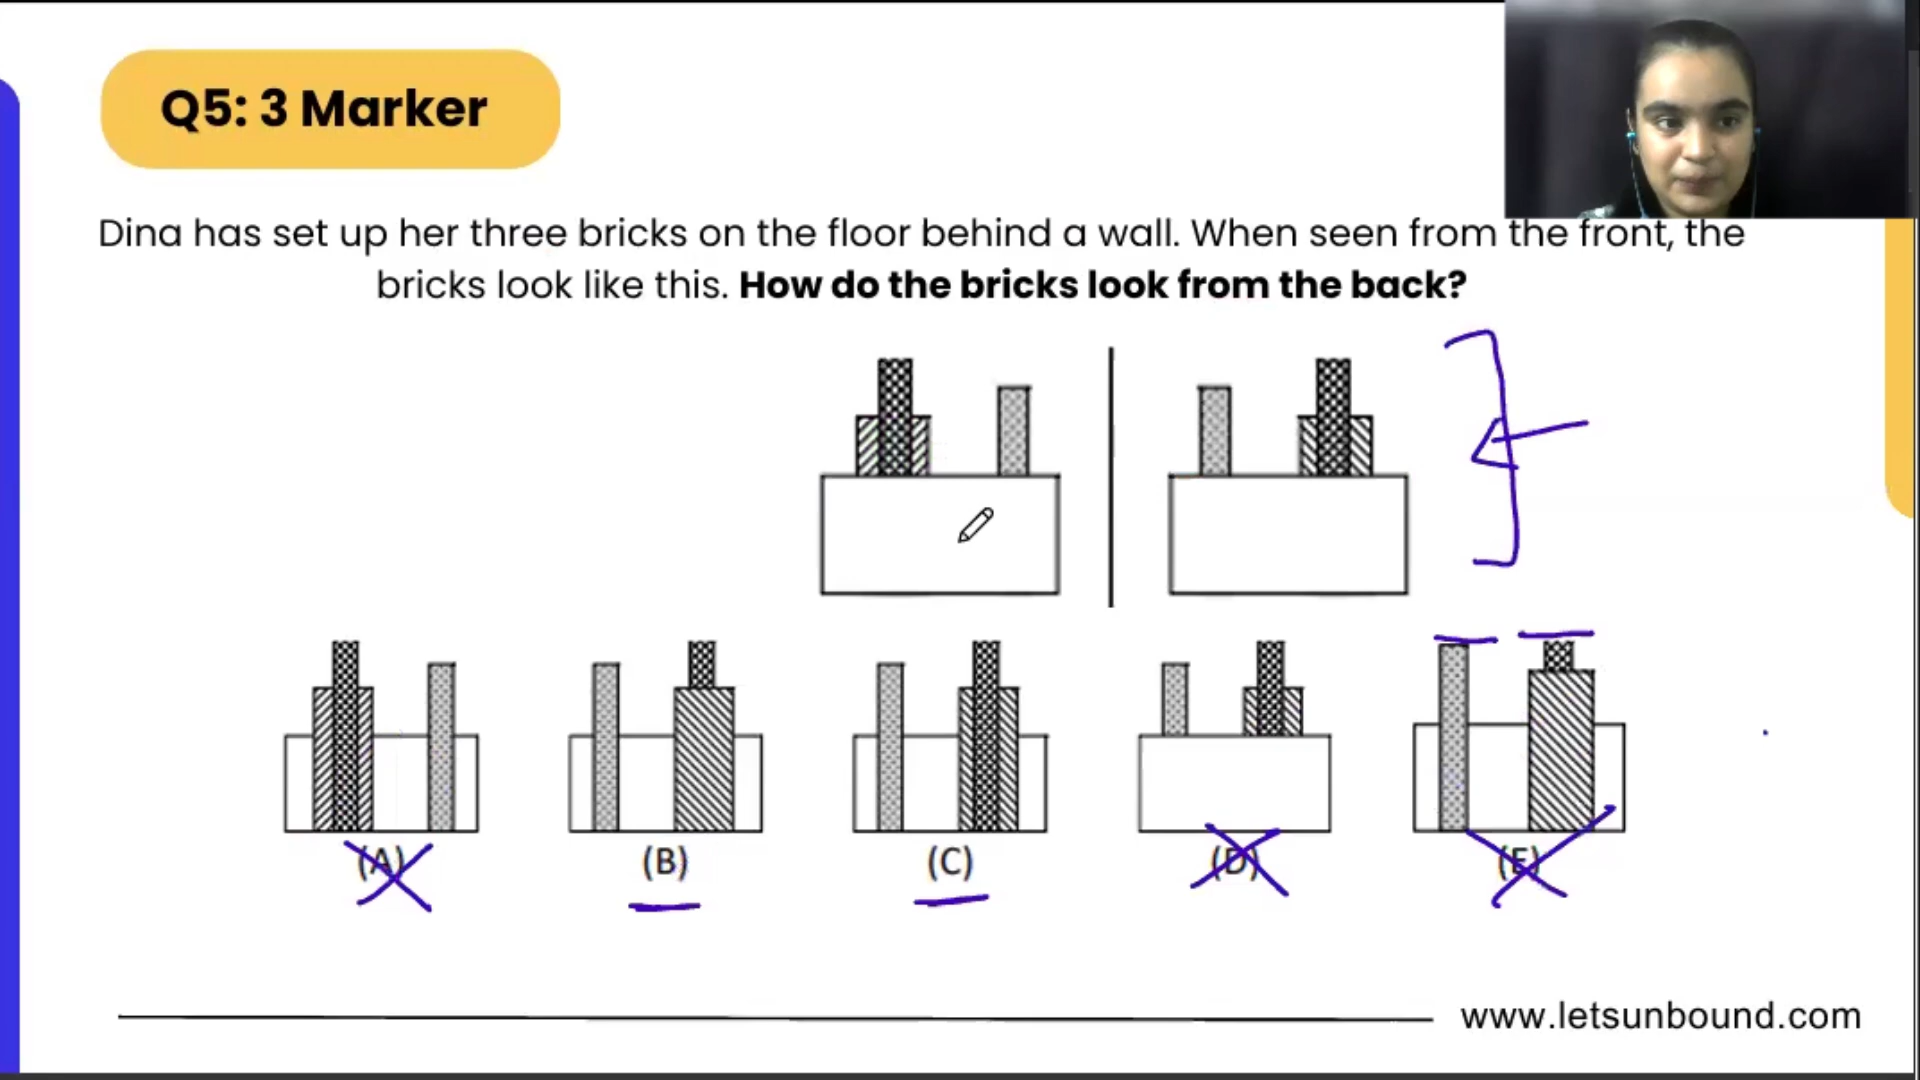 Q5: 3 Marker
Dina has set up her three bricks on the floor behind a wall. When seen from the front, the
bricks look like this. How do the bricks look from the back?
(A) (B) (C) (D) (E)
www.letsunbound.com